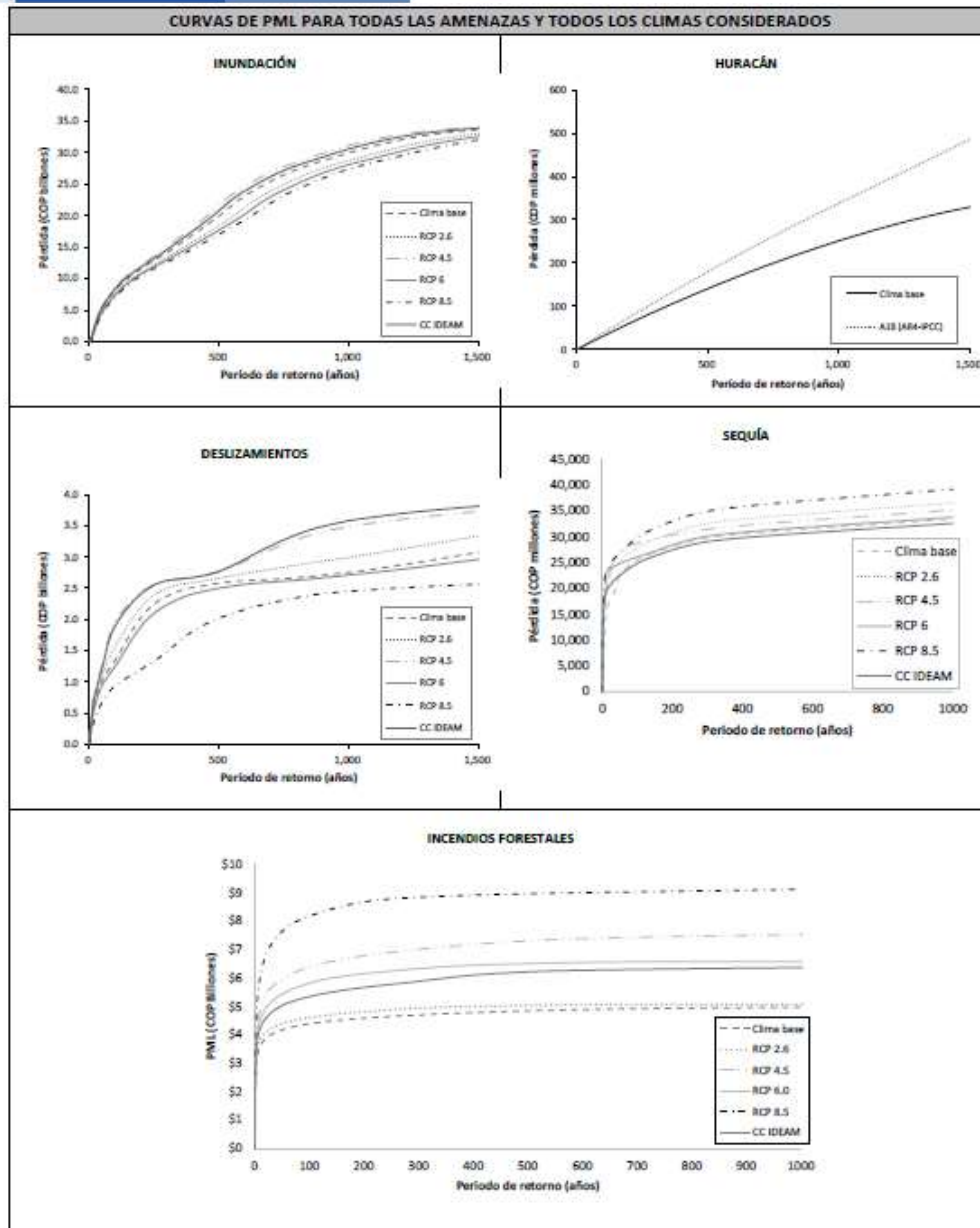 CURVAS DE PML PARA TODAS LAS AMENAZAS Y TODOS LOS CLIMAS CONSIDERADOS
INUNDACIÓN
Pérdida (COP billones)
40.0
35.0
30.0
25.0
20.0
15.0
10.0
5.0
0.0
0 500 1,000 1,500
Período de retorno (años)
Clima base
RCP 2.6
RCP 4.5
RCP 6
RCP 8.5
CC IDEAM
HURACÁN
Pérdida (COP millones)
600
500
400
300
200
100
0
0 500 1,000 1,500
Período de retorno (años)
Clima base
A1B (AR4-IPCC)
DESLIZAMIENTOS
Pérdida (COP billones)
4.0
3.5
3.0
2.5
2.0
1.5
1.0
0.5
0.0
0 500 1,000 1,500
Período de retorno (años)
Clima base
RCP 2.6
RCP 4.5
RCP 6
RCP 8.5
CC IDEAM
SEQUÍA
Pérdida (COP millones)
45,000
40,000
35,000
30,000
25,000
20,000
15,000
10,000
5,000
0
0 200 400 600 800 1000
Período de retorno (años)
Clima base
RCP 2.6
RCP 4.5
RCP 6
RCP 8.5
CC IDEAM
INCENDIOS FORESTALES
PML (COP Billones)
$10
$9
$8
$7
$6
$5
$4
$3
$2
$1
$0
0 100 200 300 400 500 600 700 800 900 1000
Período de retorno (años)
Clima base
RCP 2.6
RCP 4.5
RCP 6.0
RCP 8.5
CC IDEAM